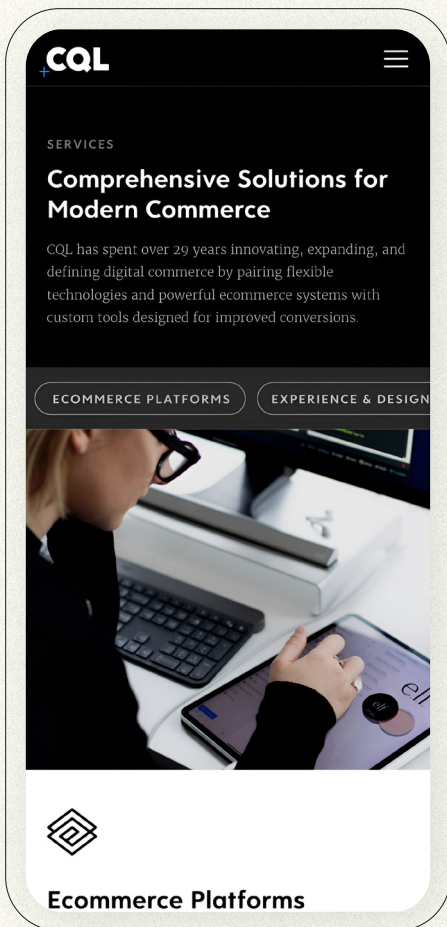 CQL
SERVICES
Comprehensive Solutions for
Modern Commerce
CQL has spent over 29 years innovating, expanding, and
defining digital commerce by pairing flexible
technologies and powerful ecommerce systems with
custom tools designed for improved conversions.
ECOMMERCE PLATFORMS
EXPERIENCE & DESIGN
e.l.f.
elf
Ecommerce Platforms